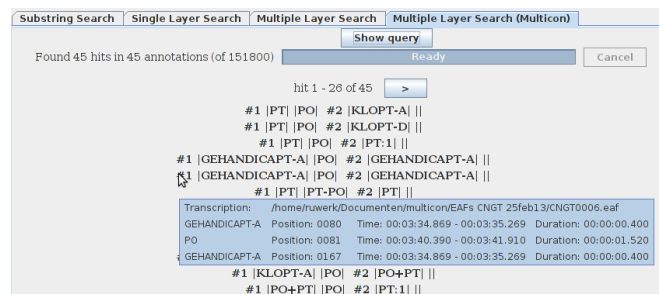 Substring Search Single Layer Search Multiple Layer Search Multiple Layer Search (Multicon)
Show query
Found 45 hits in 45 annotations (of 151800) Ready Cancel
hit 1 - 26 of 45 >
#1 |PT| |PO| #2 |KLOPT-A| ||
#1 |PT| |PO| #2 |KLOPT-D| ||
#1 |PT| |PO| #2 |PT:1| ||
#1 |GEHANDICAPT-A| |PO| #2 |GEHANDICAPT-A| ||
#1 |GEHANDICAPT-A| |PO| #2 |GEHANDICAPT-A| ||
#1 |PT| |PT-PO| #2 |PT| ||
Transcription: /home/ruwerk/Documenten/multicon/EAFs CNGT 25feb13/CNGT0006.eaf
GEHANDICAPT-A Position: 0080 Time: 00:03:34.869 - 00:03:35.269 Duration: 00:00:00.400
PO Position: 0081 Time: 00:03:40.390 - 00:03:41.910 Duration: 00:00:01.520
GEHANDICAPT-A Position: 0167 Time: 00:03:34.869 - 00:03:35.269 Duration: 00:00:00.400
#1 |KLOPT-A| |PO| #2 |PO+PT| ||
#1 |PO+PT| |PO| #2 |PT:1| ||